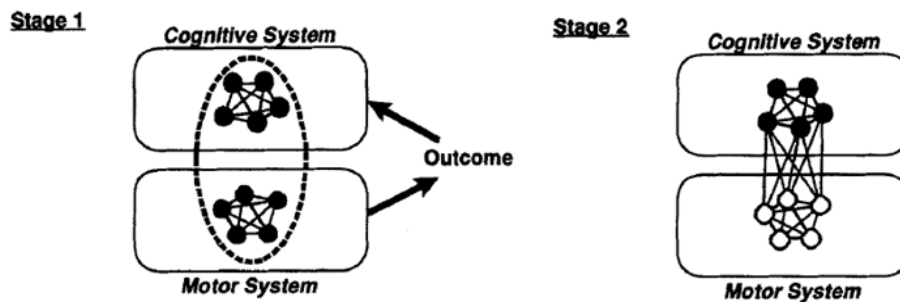 Stage 1
Cognitive System
Outcome
Motor System
Stage 2
Cognitive System
Motor System